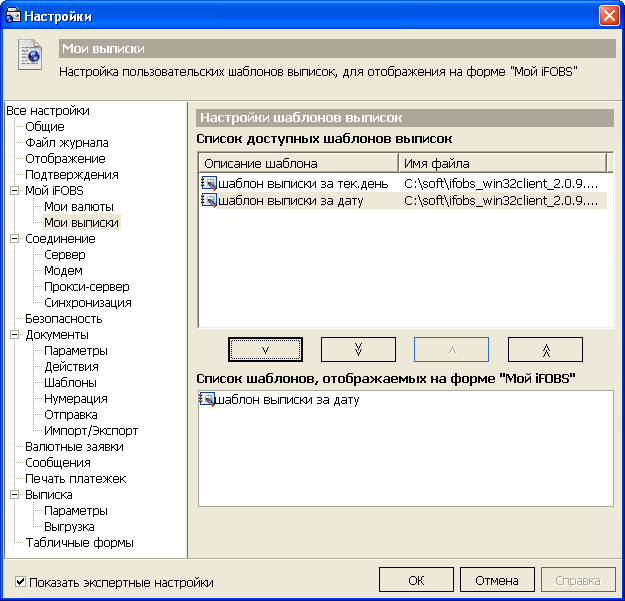 Настройки
Мои выписки
Настройка пользовательских шаблонов выписок, для отображения на форме "Мой iFOBS"
Все настройки
Общие
Файл журнала
Отображение
Подтверждения
Мой iFOBS
Мои валюты
Мои выписки
Соединение
Сервер
Модем
Прокси-сервер
Синхронизация
Безопасность
Документы
Параметры
Действия
Шаблоны
Нумерация
Отправка
Импорт/Экспорт
Валютные заявки
Сообщения
Печать платежек
Выписка
Параметры
Выгрузка
Табличные формы
Настройки шаблонов выписок
Список доступных шаблонов выписок
Описание шаблона Имя файла
шаблон выписки за тек.день C:\soft\ifobs_win32client_2.0.9....
шаблон выписки за дату C:\soft\ifobs_win32client_2.0.9....
Список шаблонов, отображаемых на форме "Мой iFOBS"
шаблон выписки за дату
Показать экспертные настройки
OK Отмена Справка